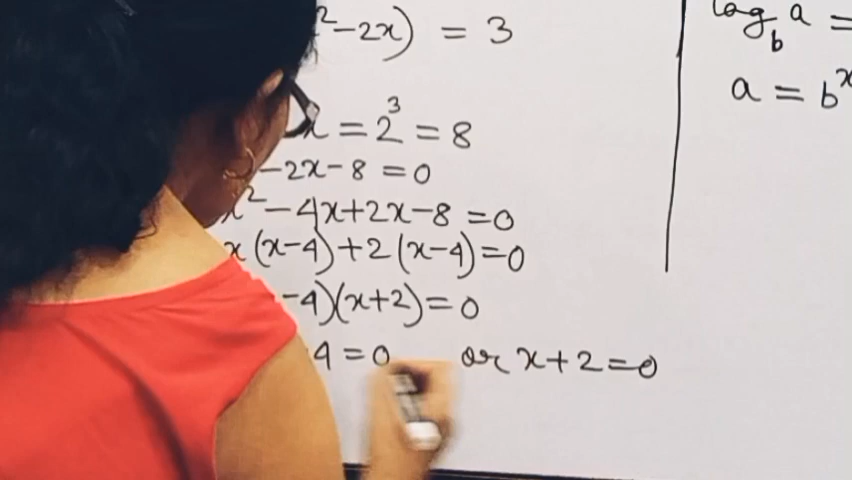 ²-2x) = 3
x = 2³ = 8
-2x-8 = 0
x²-4x+2x-8 = 0
x(x-4)+2(x-4)=0
-4)(x+2)=0
4=0 or x+2=0
log_b a =
a = b^x